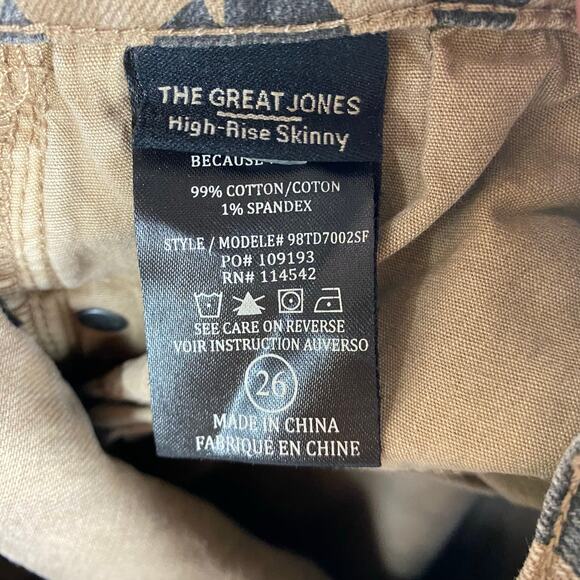 THE GREAT JONES
High-Rise Skinny
BECAUSE
99% COTTON/COTON
1% SPANDEX
STYLE / MODELE# 98TD7002SF
PO# 109193
RN# 114542
SEE CARE ON REVERSE
VOIR INSTRUCTION AUVERSO
26
MADE IN CHINA
FABRIQUE EN CHINE